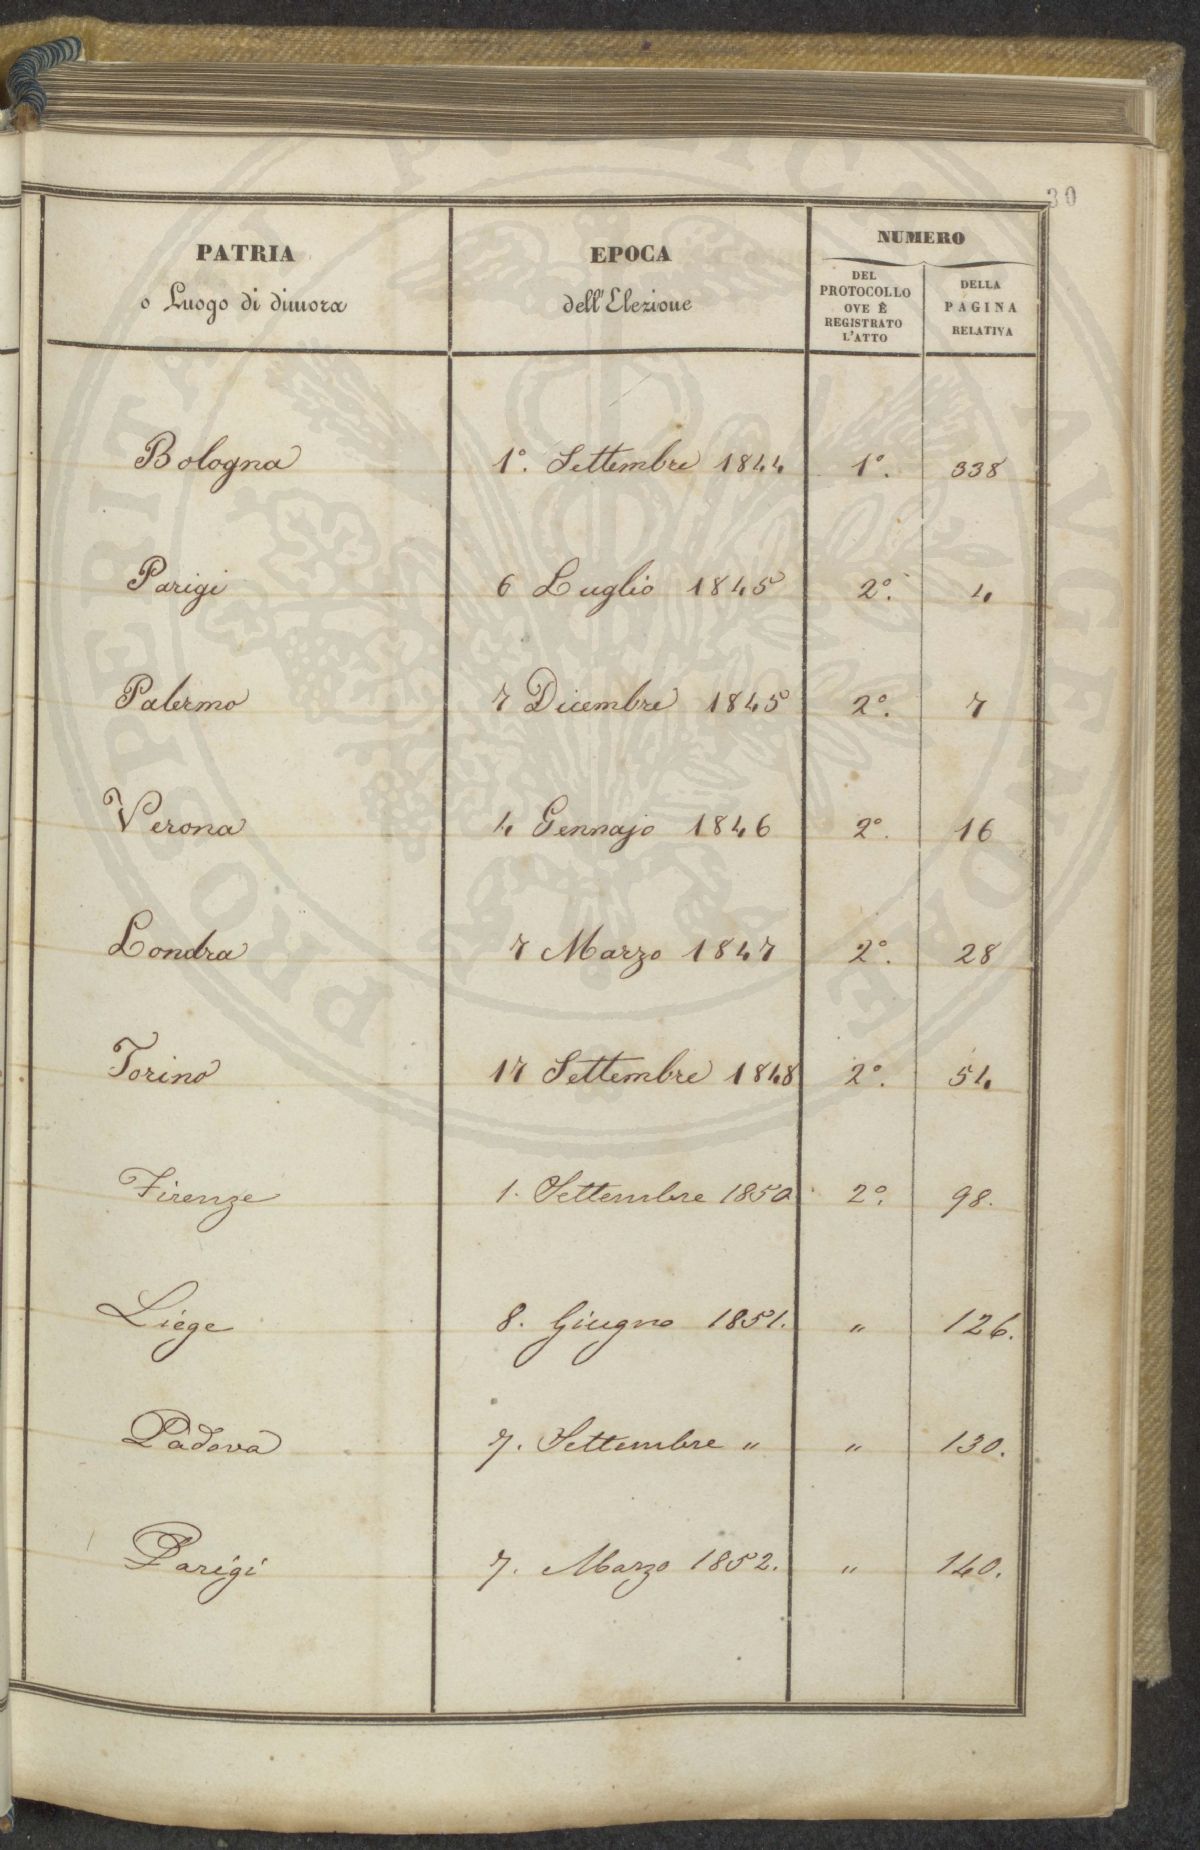 30
PATRIA
o Luogo di dimora
EPOCA
dell'Elezione
NUMERO
DEL
PROTOCOLLO
OVE È
REGISTRATO
L'ATTO
DELLA
PAGINA
RELATIVA
Bologna 1°. Settembre 1844 1°. 338
Parigi 6 Luglio 1845 2°. 4
Palermo 7 Dicembre 1845 2°. 7
Verona 4 Gennajo 1846 2°. 16
Londra 7 Marzo 1847 2°. 28
Torino 17 Settembre 1848 2°. 54
Firenze 1. Settembre 1850 2°. 98.
Liége 8. Giugno 1851. " 126.
Padova 7. Settembre " " 130.
Parigi 7. Marzo 1852. " 140.
PROSPERITATI PUBLICAE AVGENDAE